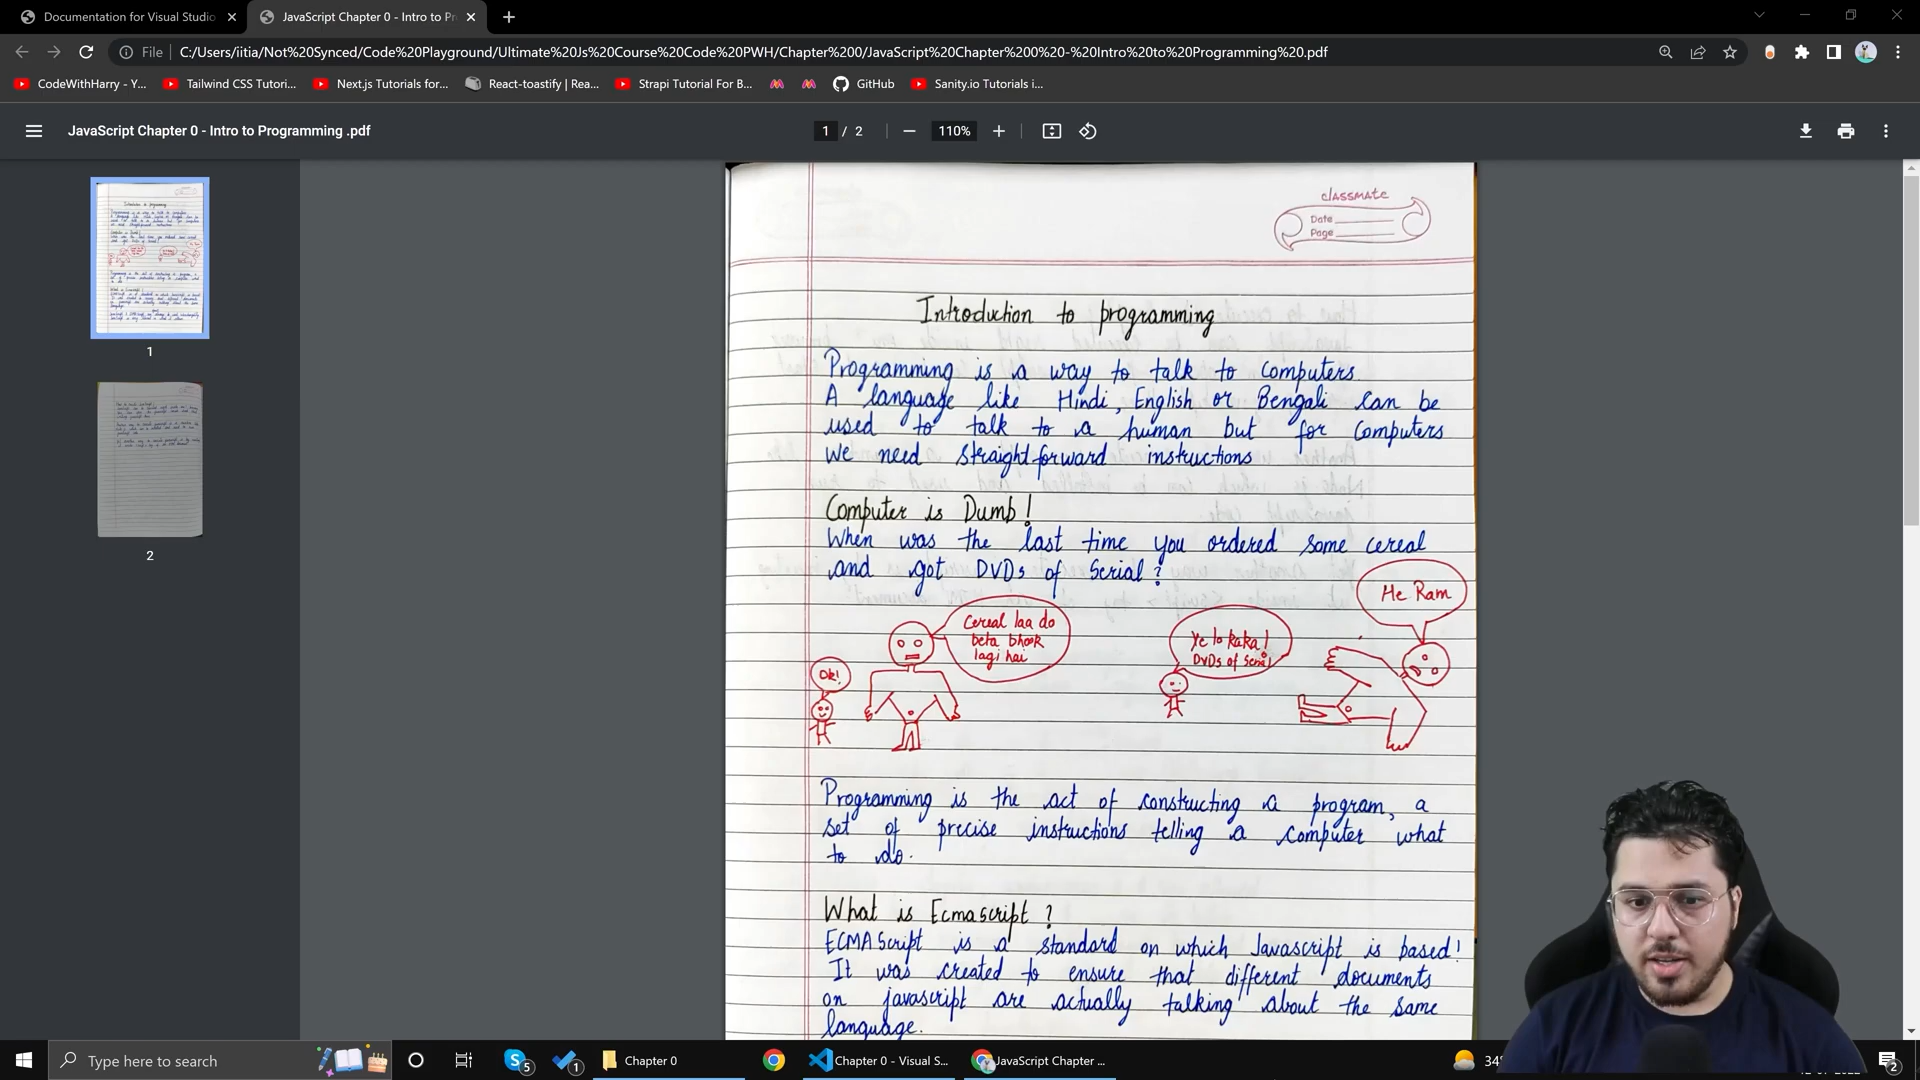 Documentation for Visual Studio
JavaScript Chapter 0 - Intro to Pr
File
C:/Users/iitia/Not%20Synced/Code%20Playground/Ultimate%20Js%20Course%20Code%20PWH/Chapter%200/JavaScript%20Chapter%200%20-%20Intro%20to%20Programming%20.pdf
CodeWithHarry - Y...
Tailwind CSS Tutori...
Next.js Tutorials for...
React-toastify | Rea...
Strapi Tutorial For B...
GitHub
Sanity.io Tutorials i...
JavaScript Chapter 0 - Intro to Programming .pdf
1 / 2
110%
1
2
classmate
Date
Page
Introduction to programming
Programming is a way to talk to computers.
A language like Hindi, English or Bengali can be
used to talk to a human but for computers
we need straightforward instructions
Computer is Dumb!
When was the last time you ordered some cereal
and got DVDs of Serial?
He Ram
Cereal laa do
beta bhook
lagi hai
Ok!
Ye lo kaka!
DVDs of Serial
Programming is the act of constructing a program, a
set of precise instructions telling a computer what
to do.
What is Ecmascript?
ECMAScript is a standard on which Javascript is based!
It was created to ensure that different documents
on javascript are actually talking about the same
language.
Type here to search
5
1
Chapter 0
Chapter 0 - Visual S...
JavaScript Chapter ...
34°
2